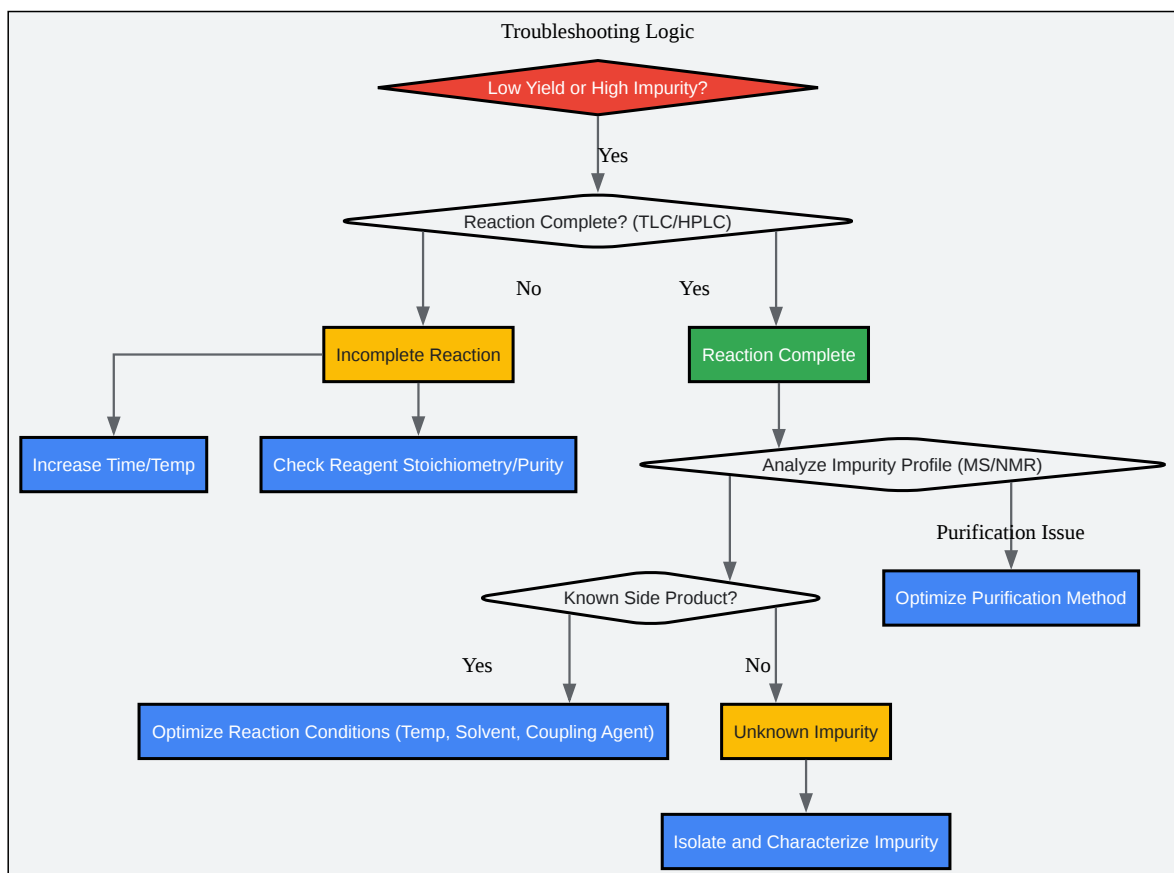 Troubleshooting Logic
Low Yield or High Impurity?
Yes
Reaction Complete? (TLC/HPLC)
No
Yes
Incomplete Reaction
Reaction Complete
Increase Time/Temp
Check Reagent Stoichiometry/Purity
Analyze Impurity Profile (MS/NMR)
Purification Issue
Known Side Product?
Optimize Purification Method
Yes
No
Optimize Reaction Conditions (Temp, Solvent, Coupling Agent)
Unknown Impurity
Isolate and Characterize Impurity